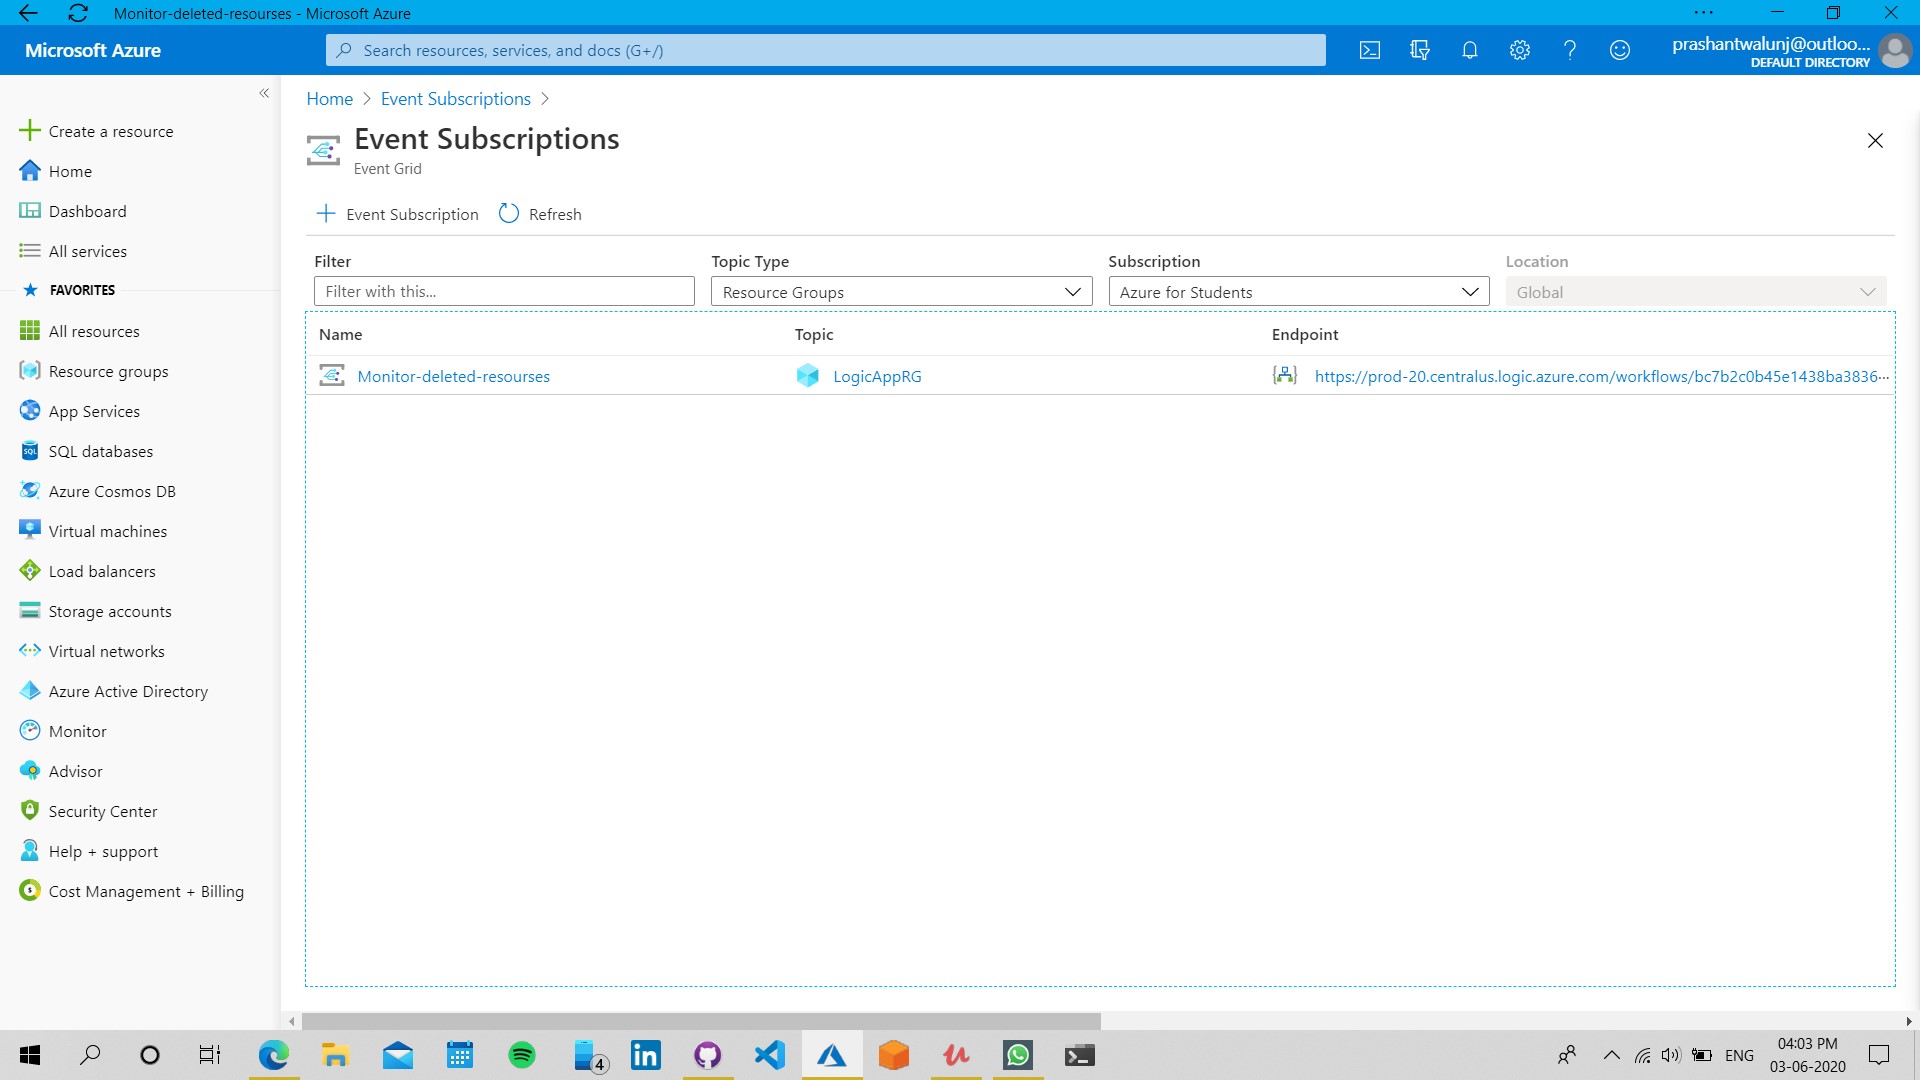 Monitor-deleted-resourses - Microsoft Azure
Microsoft Azure
Search resources, services, and docs (G+/)
prashantwalunj@outloo...
DEFAULT DIRECTORY
Create a resource
Home
Dashboard
All services
FAVORITES
All resources
Resource groups
App Services
SQL databases
Azure Cosmos DB
Virtual machines
Load balancers
Storage accounts
Virtual networks
Azure Active Directory
Monitor
Advisor
Security Center
Help + support
Cost Management + Billing
Home > Event Subscriptions >
Event Subscriptions
Event Grid
Event Subscription Refresh
Filter Topic Type Subscription Location
Filter with this... Resource Groups Azure for Students Global
Name Topic Endpoint
Monitor-deleted-resourses LogicAppRG https://prod-20.centralus.logic.azure.com/workflows/bc7b2c0b45e1438ba3836...
4
ENG
04:03 PM
03-06-2020